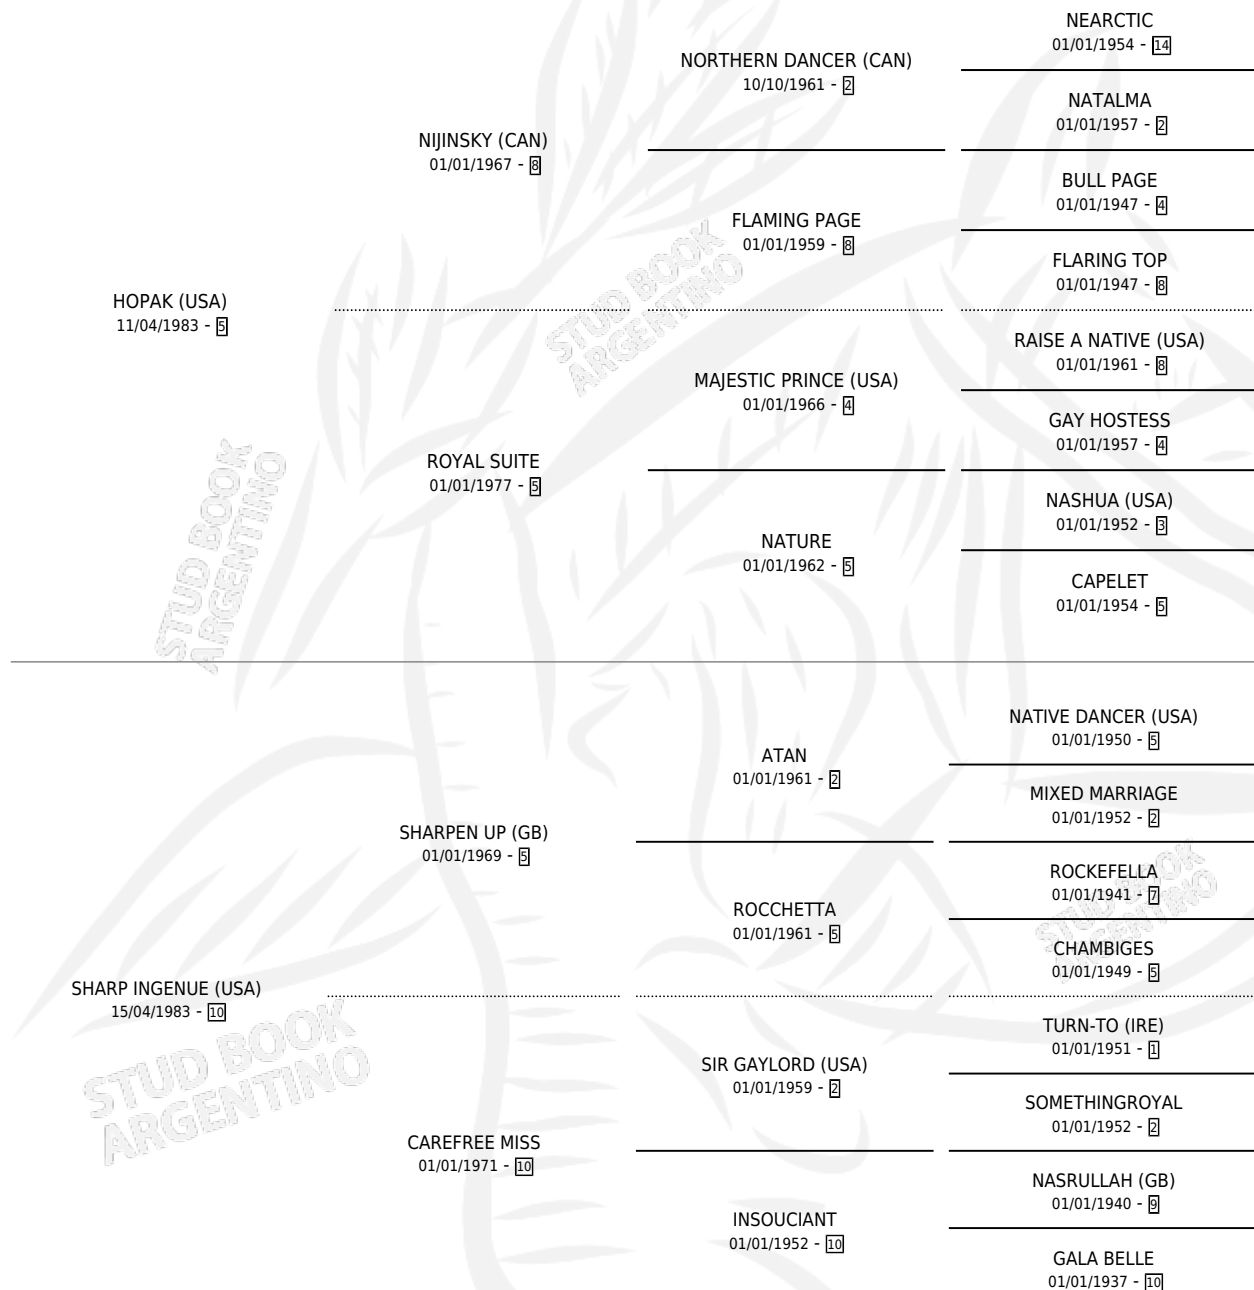 NEARCTIC
01/01/1954 - 14
NORTHERN DANCER (CAN)
10/10/1961 - 2
NATALMA
01/01/1957 - 2
NIJINSKY (CAN)
01/01/1967 - 8
BULL PAGE
01/01/1947 - 4
FLAMING PAGE
01/01/1959 - 8
FLARING TOP
01/01/1947 - 8
HOPAK (USA)
11/04/1983 - 5
RAISE A NATIVE (USA)
01/01/1961 - 8
MAJESTIC PRINCE (USA)
01/01/1966 - 4
GAY HOSTESS
01/01/1957 - 4
ROYAL SUITE
01/01/1977 - 5
NASHUA (USA)
01/01/1952 - 3
NATURE
01/01/1962 - 5
CAPELET
01/01/1954 - 5
NATIVE DANCER (USA)
01/01/1950 - 5
ATAN
01/01/1961 - 2
MIXED MARRIAGE
01/01/1952 - 2
SHARPEN UP (GB)
01/01/1969 - 5
ROCKEFELLA
01/01/1941 - 7
ROCCHETTA
01/01/1961 - 5
CHAMBIGES
01/01/1949 - 5
SHARP INGENUE (USA)
15/04/1983 - 10
TURN-TO (IRE)
01/01/1951 - 1
SIR GAYLORD (USA)
01/01/1959 - 2
SOMETHINGROYAL
01/01/1952 - 2
CAREFREE MISS
01/01/1971 - 10
NASRULLAH (GB)
01/01/1940 - 9
INSOUCIANT
01/01/1952 - 10
GALA BELLE
01/01/1937 - 10
STUD BOOK
ARGENTINO
STUD BOOK
ARGENTINO
STUD BOOK
ARGENTINO
STUD BOOK
ARGENTINO